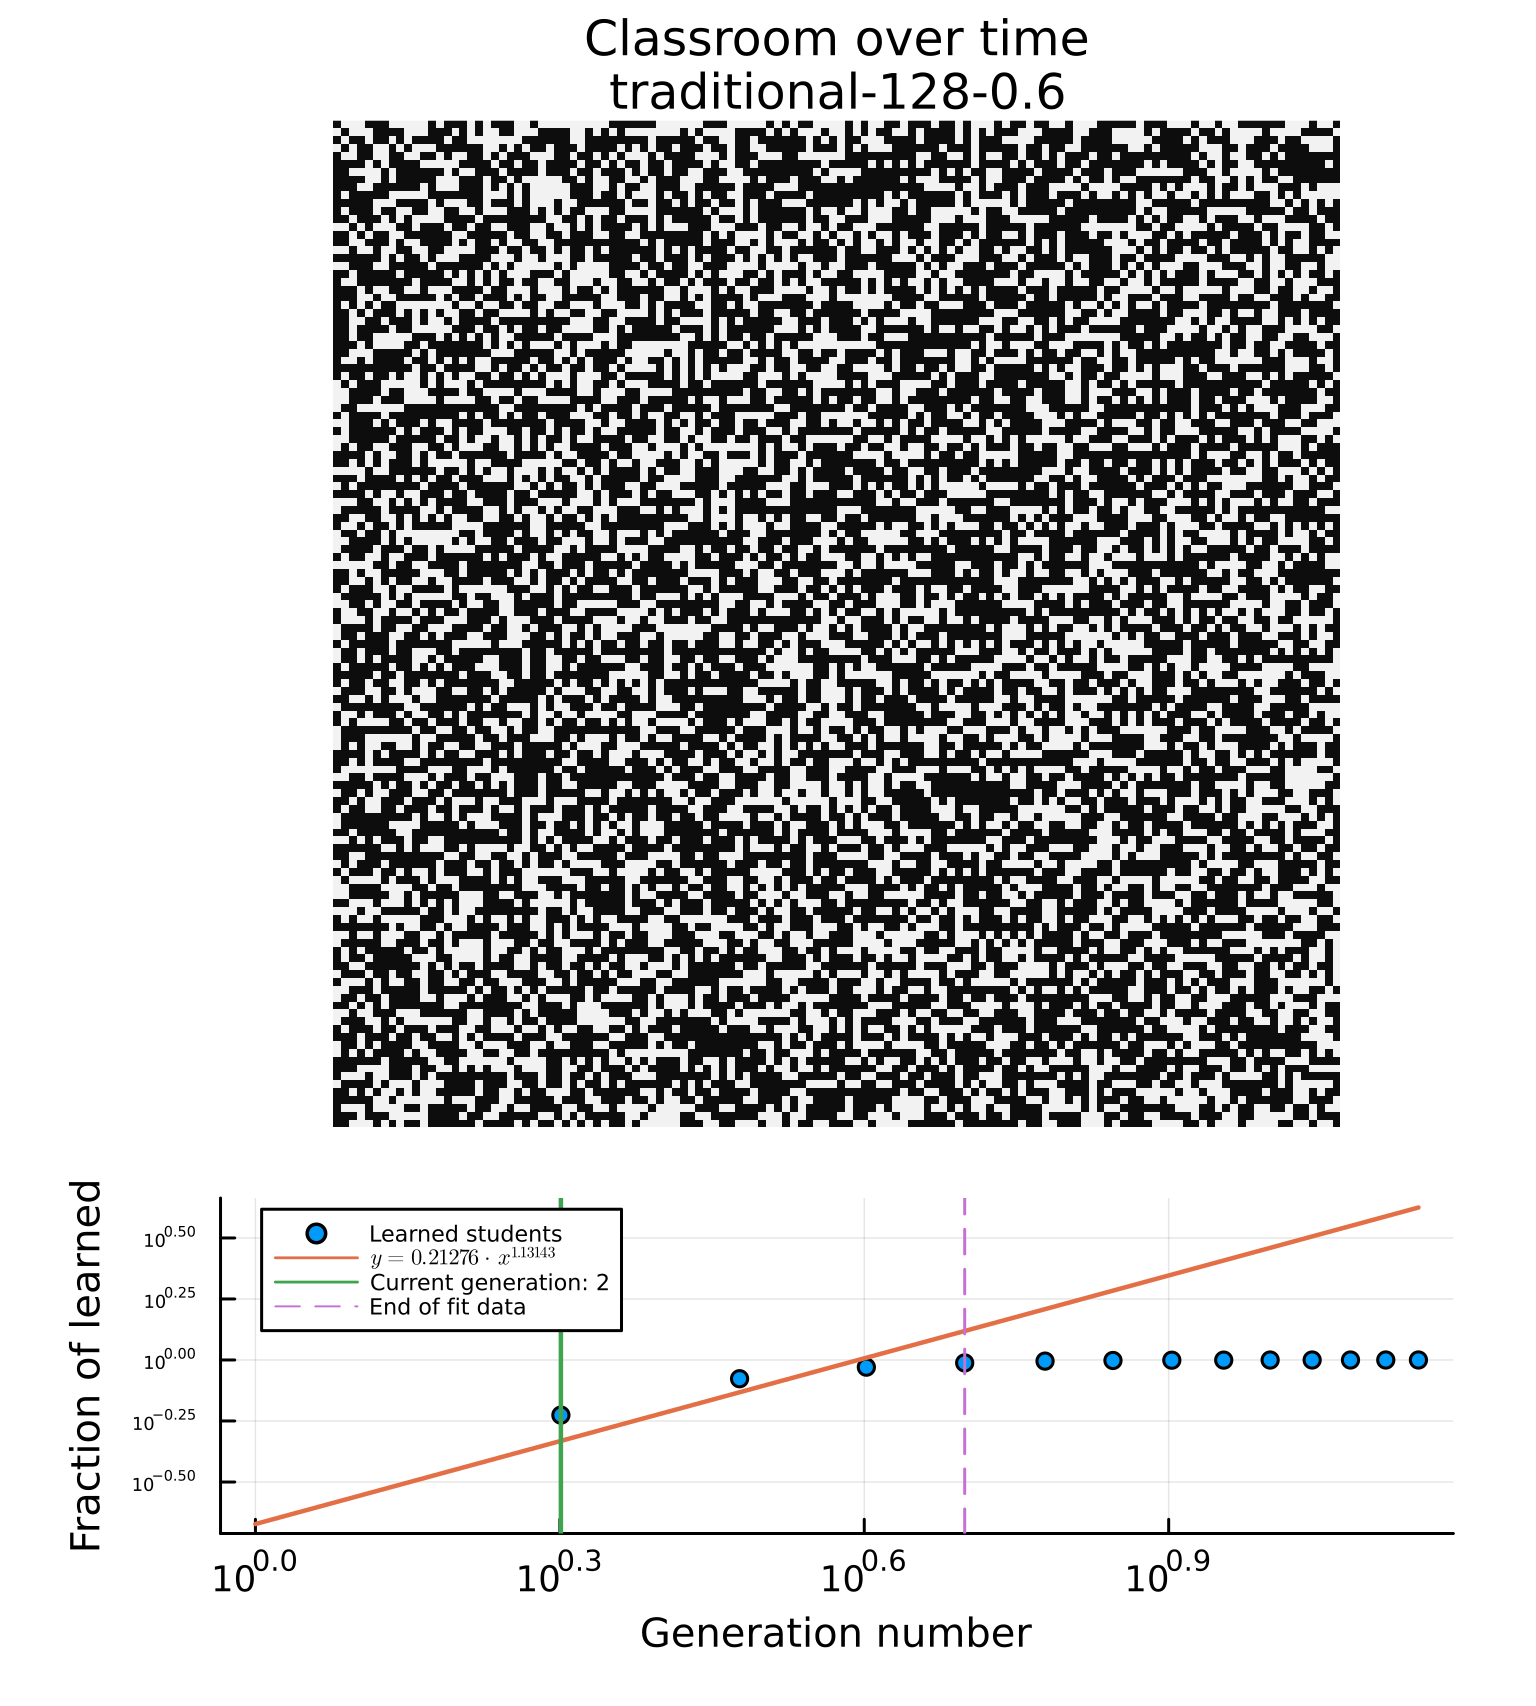 Classroom over time
traditional-128-0.6
Fraction of learned
10^0.50
10^0.25
10^0.00
10^−0.25
10^−0.50
Learned students
y = 0.21276 · x^1.13143
Current generation: 2
End of fit data
10^0.0 10^0.3 10^0.6 10^0.9
Generation number